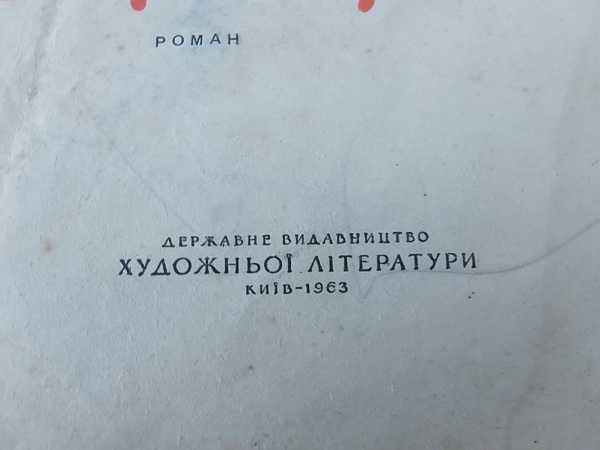 РОМАН
ДЕРЖАВНЕ ВИДАВНИЦТВО
ХУДОЖНЬОЇ ЛІТЕРАТУРИ
КИЇВ-1963